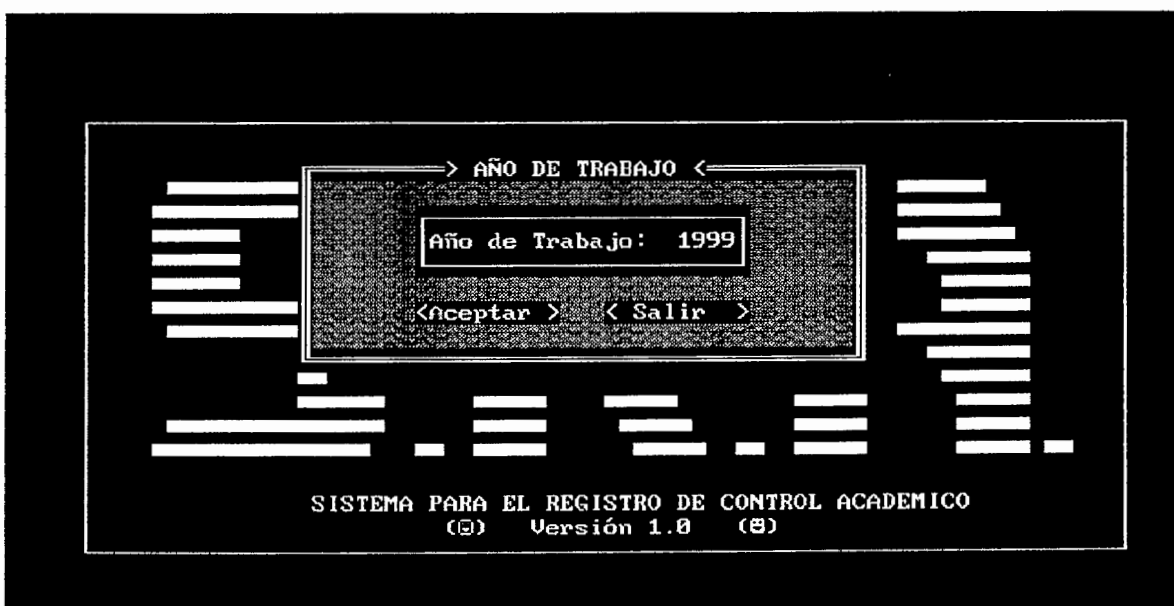 > AÑO DE TRABAJO <
Año de Trabajo: 1999
<Aceptar > < Salir >
SISTEMA PARA EL REGISTRO DE CONTROL ACADEMICO
(☺) Versión 1.0 (☻)